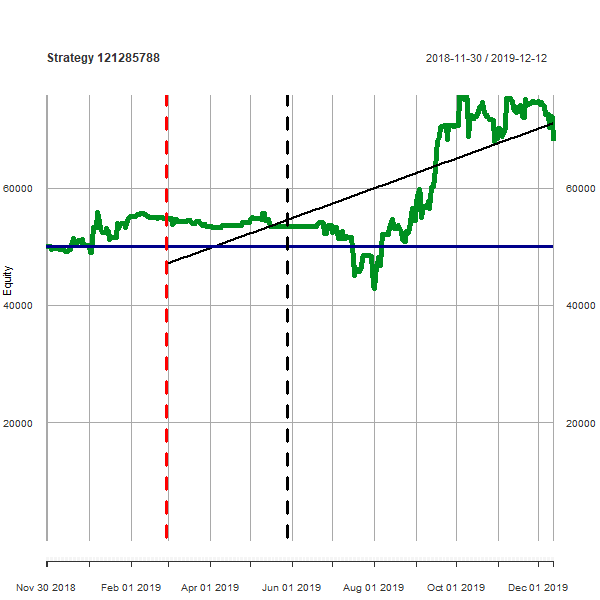 Strategy 121285788
2018-11-30 / 2019-12-12
Equity
60000
60000
40000
40000
20000
20000
Nov 30 2018
Feb 01 2019
Apr 01 2019
Jun 01 2019
Aug 01 2019
Oct 01 2019
Dec 01 2019